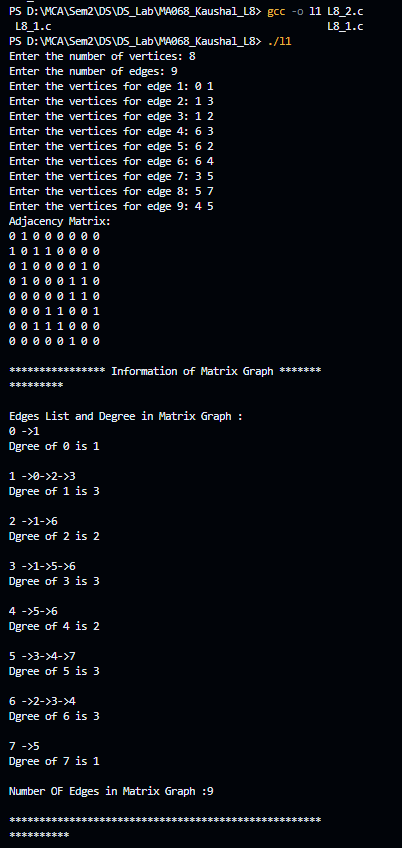 PS D:\MCA\Sem2\DS\DS_Lab\MA068_Kaushal_L8> gcc -o l1 L8_2.c
L8_1.c L8_1.c
PS D:\MCA\Sem2\DS\DS_Lab\MA068_Kaushal_L8> ./l1
Enter the number of vertices: 8
Enter the number of edges: 9
Enter the vertices for edge 1: 0 1
Enter the vertices for edge 2: 1 3
Enter the vertices for edge 3: 1 2
Enter the vertices for edge 4: 6 3
Enter the vertices for edge 5: 6 2
Enter the vertices for edge 6: 6 4
Enter the vertices for edge 7: 3 5
Enter the vertices for edge 8: 5 7
Enter the vertices for edge 9: 4 5
Adjacency Matrix:
0 1 0 0 0 0 0 0
1 0 1 1 0 0 0 0
0 1 0 0 0 0 1 0
0 1 0 0 0 1 1 0
0 0 0 0 0 1 1 0
0 0 0 1 1 0 0 1
0 0 1 1 1 0 0 0
0 0 0 0 0 1 0 0
**************** Information of Matrix Graph *******
*********
Edges List and Degree in Matrix Graph :
0 ->1
Dgree of 0 is 1
1 ->0->2->3
Dgree of 1 is 3
2 ->1->6
Dgree of 2 is 2
3 ->1->5->6
Dgree of 3 is 3
4 ->5->6
Dgree of 4 is 2
5 ->3->4->7
Dgree of 5 is 3
6 ->2->3->4
Dgree of 6 is 3
7 ->5
Dgree of 7 is 1
Number OF Edges in Matrix Graph :9
****************************************************
**********